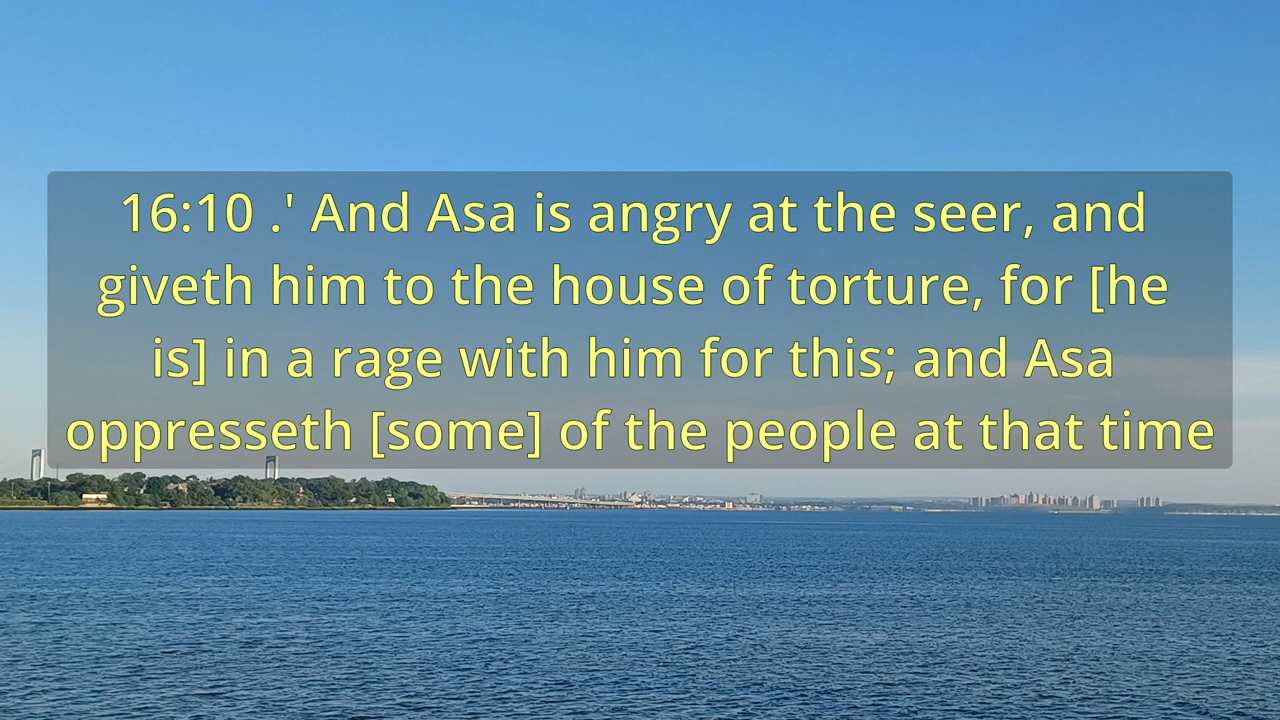 16:10 .' And Asa is angry at the seer, and
giveth him to the house of torture, for [he
is] in a rage with him for this; and Asa
oppresseth [some] of the people at that time